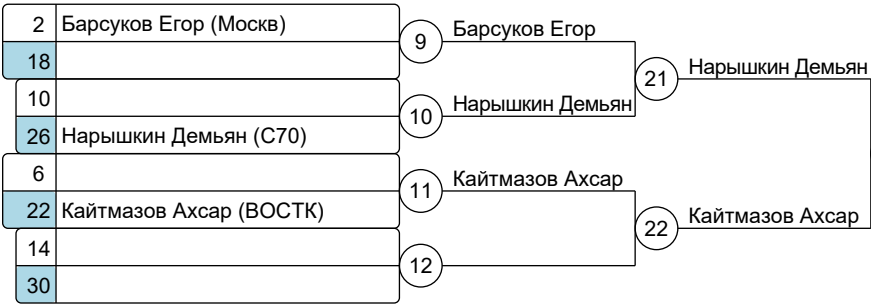 2 Барсуков Егор (Москв)
18
9 Барсуков Егор
10
26 Нарышкин Демьян (С70)
10 Нарышкин Демьян
21 Нарышкин Демьян
6
22 Кайтмазов Ахсар (ВОСТК)
11 Кайтмазов Ахсар
14
30
12
22 Кайтмазов Ахсар